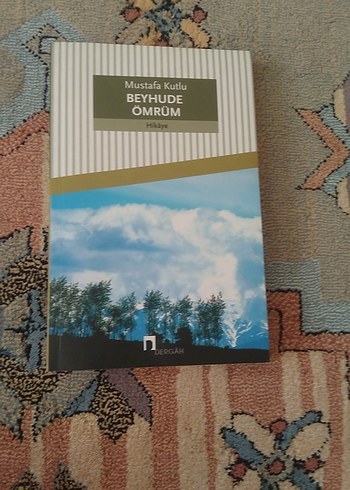 Mustafa Kutlu
BEYHUDE
ÖMRÜM
Hikâye
DERGÂH